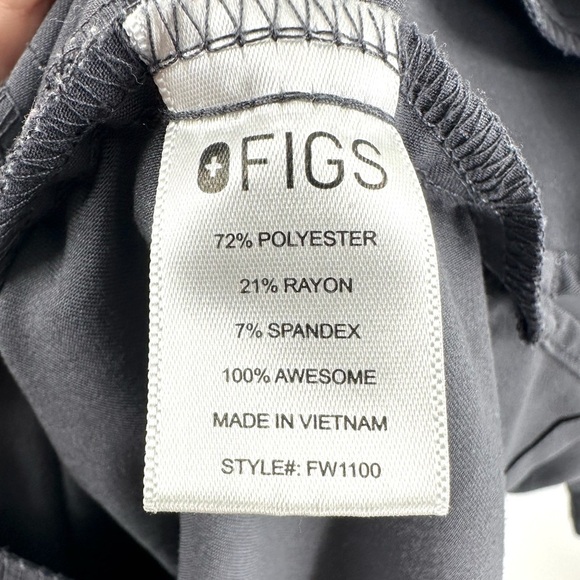 FIGS
72% POLYESTER
21% RAYON
7% SPANDEX
100% AWESOME
MADE IN VIETNAM
STYLE#: FW1100